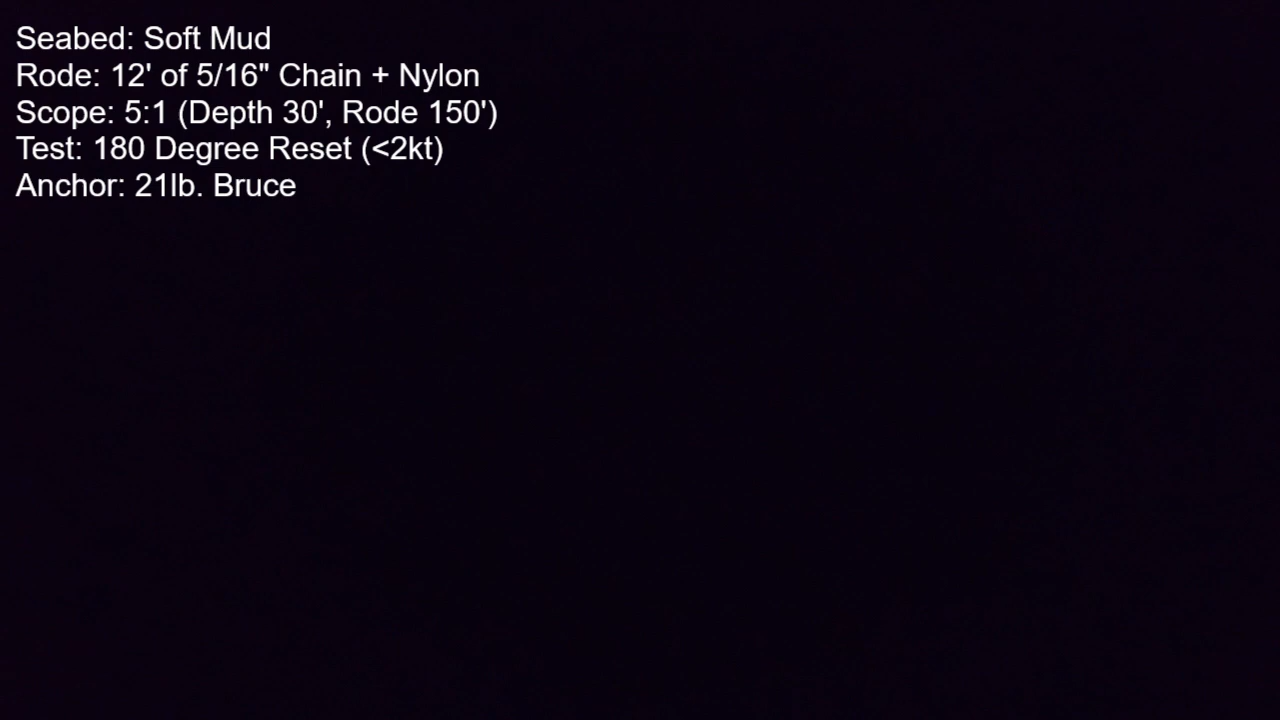 Seabed: Soft Mud
Rode: 12' of 5/16" Chain + Nylon
Scope: 5:1 (Depth 30', Rode 150')
Test: 180 Degree Reset (<2kt)
Anchor: 21lb. Bruce